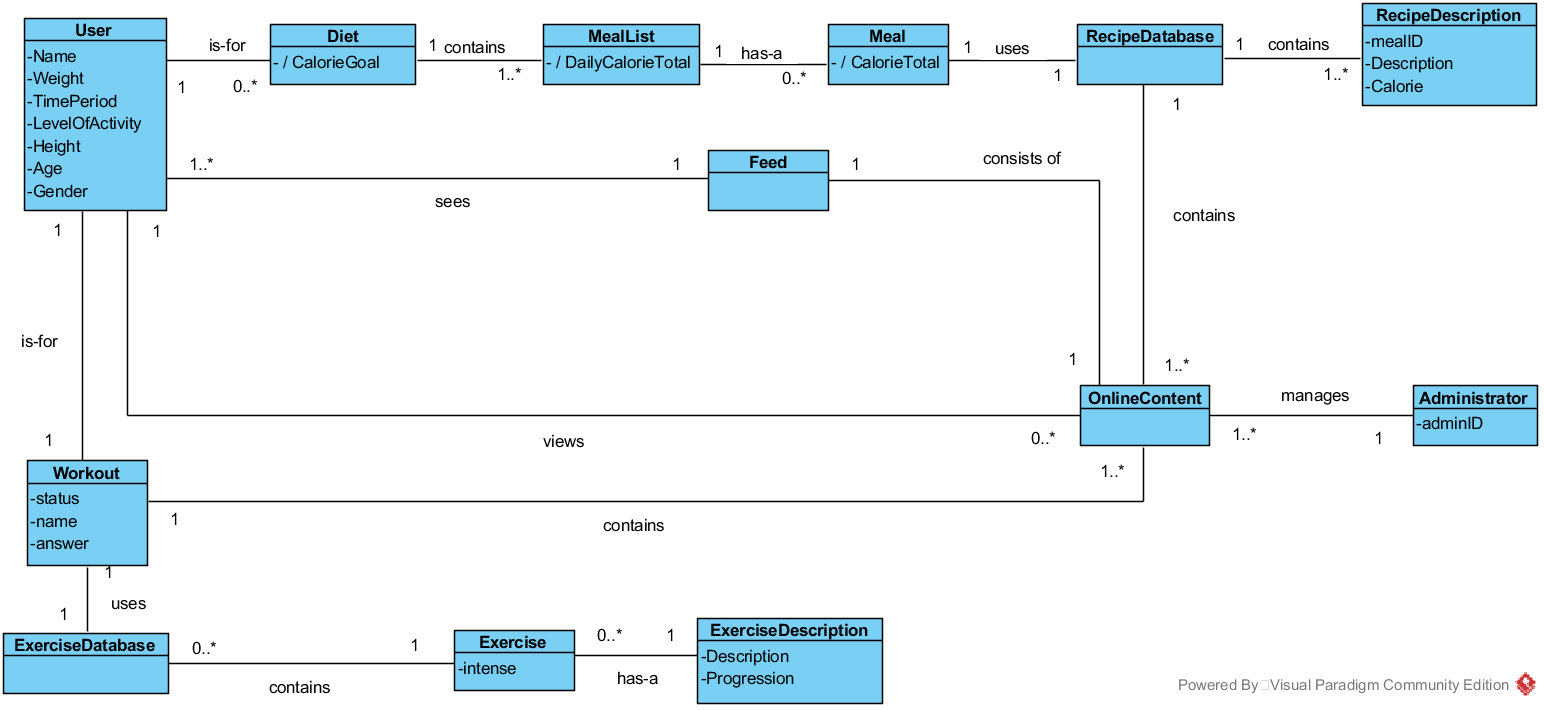 User
-Name
-Weight
-TimePeriod
-LevelOfActivity
-Height
-Age
-Gender
is-for
1
0..*
Diet
- / CalorieGoal
1
contains
1..*
MealList
- / DailyCalorieTotal
1
has-a
0..*
Meal
- / CalorieTotal
1
uses
1
RecipeDatabase
1
contains
1..*
RecipeDescription
-mealID
-Description
-Calorie
1..*
sees
1
Feed
1
consists of
1
1
contains
1..*
1
1
is-for
1
views
0..*
OnlineContent
1..*
manages
1
Administrator
-adminID
1..*
Workout
-status
-name
-answer
1
contains
1
uses
1
ExerciseDatabase
0..*
contains
1
Exercise
-intense
0..*
has-a
1
ExerciseDescription
-Description
-Progression
Powered By Visual Paradigm Community Edition